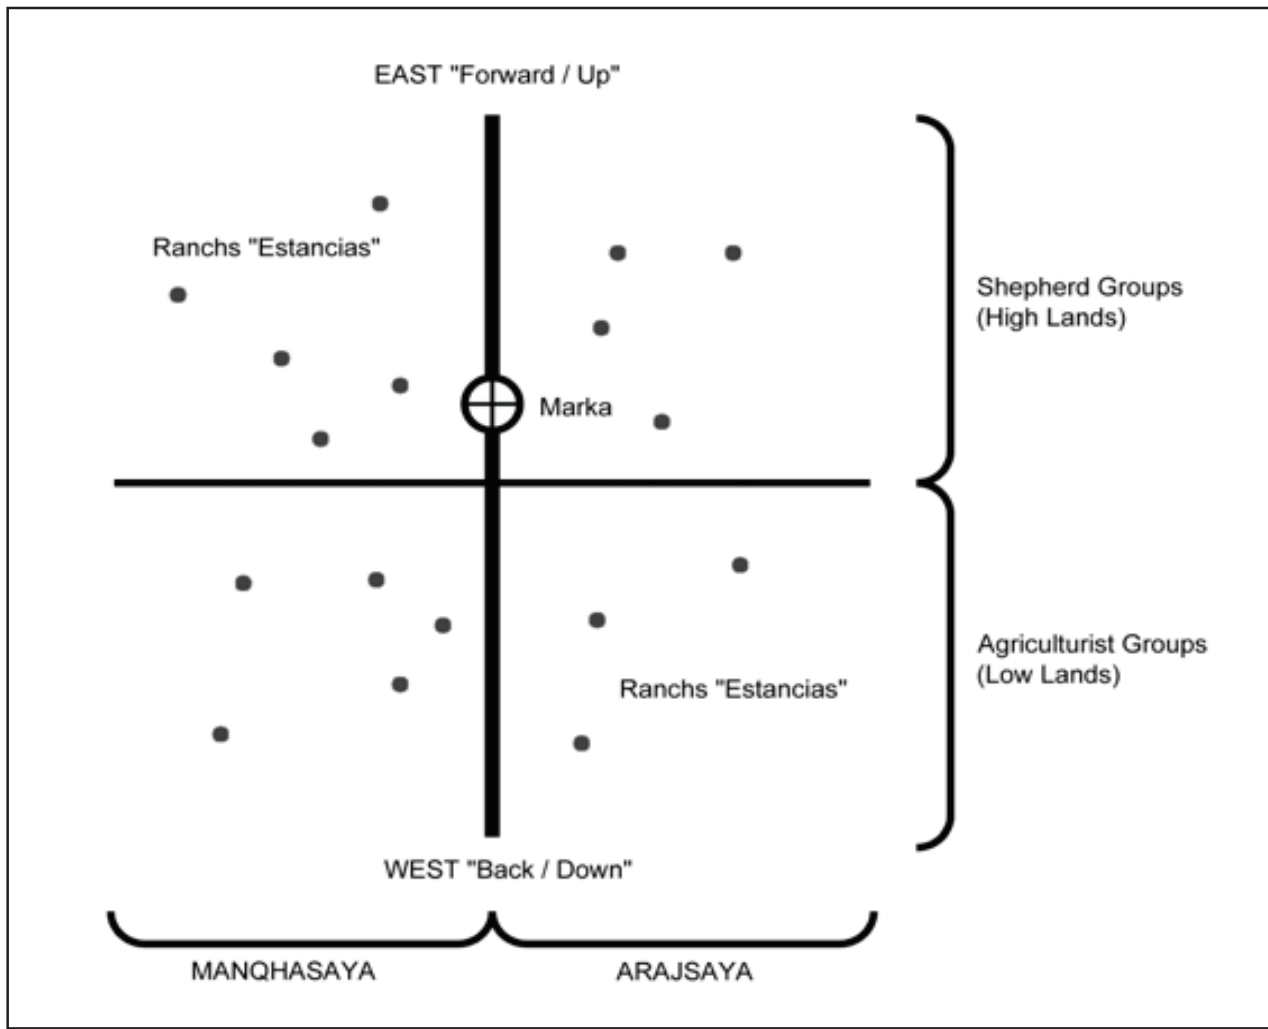 EAST "Forward / Up"
Ranchs "Estancias"
Shepherd Groups
(High Lands)
Marka
Agriculturist Groups
(Low Lands)
Ranchs "Estancias"
WEST "Back / Down"
MANQHASAYA
ARAJSAYA